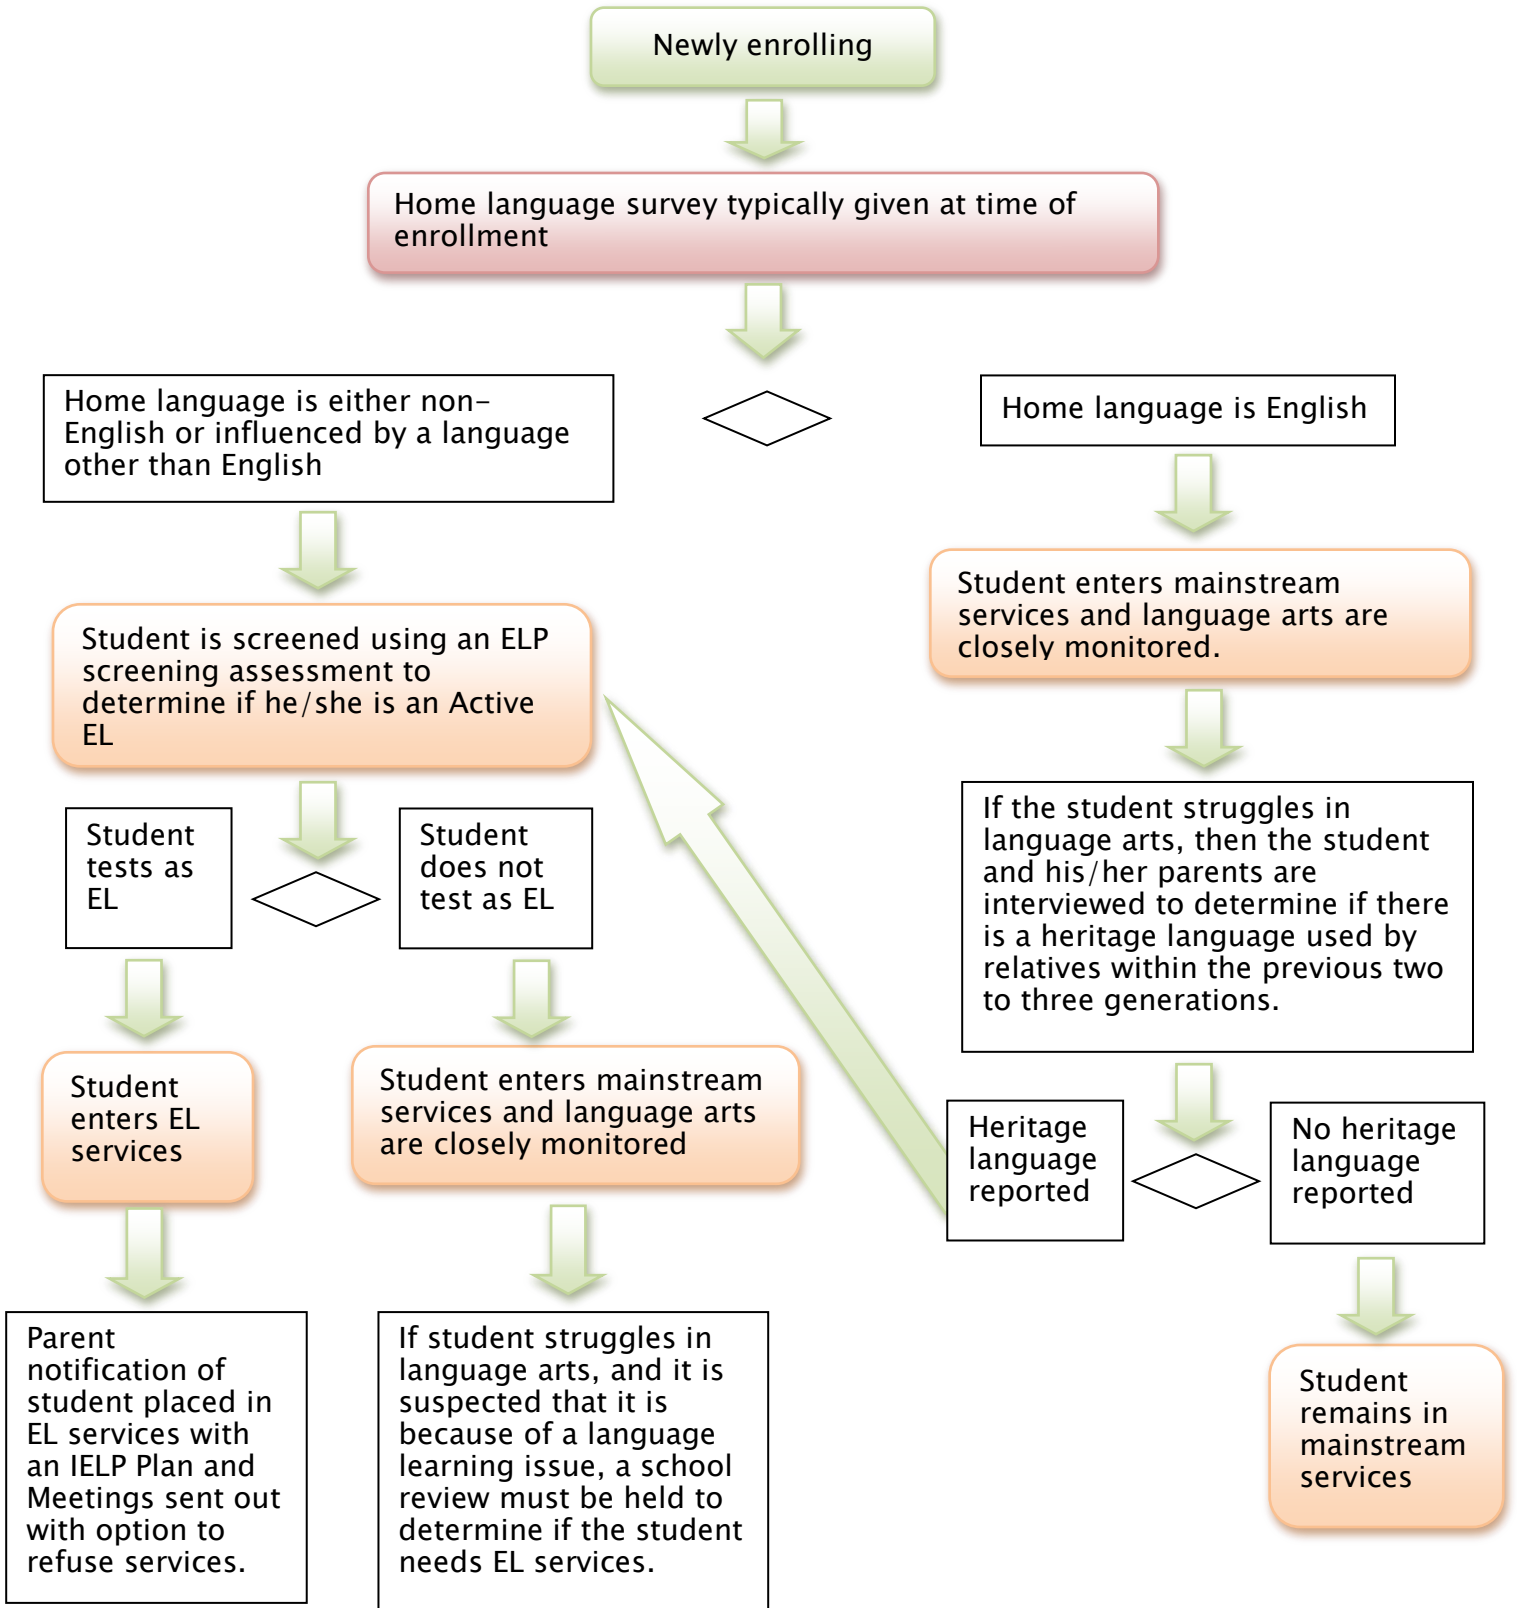 Newly enrolling
Home language survey typically given at time of
enrollment
Home language is either non-
English or influenced by a language
other than English
Home language is English
Student is screened using an ELP
screening assessment to
determine if he/she is an Active
EL
Student enters mainstream
services and language arts are
closely monitored.
Student
tests as
EL
Student
does not
test as EL
If the student struggles in
language arts, then the student
and his/her parents are
interviewed to determine if there
is a heritage language used by
relatives within the previous two
to three generations.
Student
enters EL
services
Student enters mainstream
services and language arts
are closely monitored
Heritage
language
reported
No heritage
language
reported
Parent
notification of
student placed in
EL services with
an IELP Plan and
Meetings sent out
with option to
refuse services.
If student struggles in
language arts, and it is
suspected that it is
because of a language
learning issue, a school
review must be held to
determine if the student
needs EL services.
Student
remains in
mainstream
services